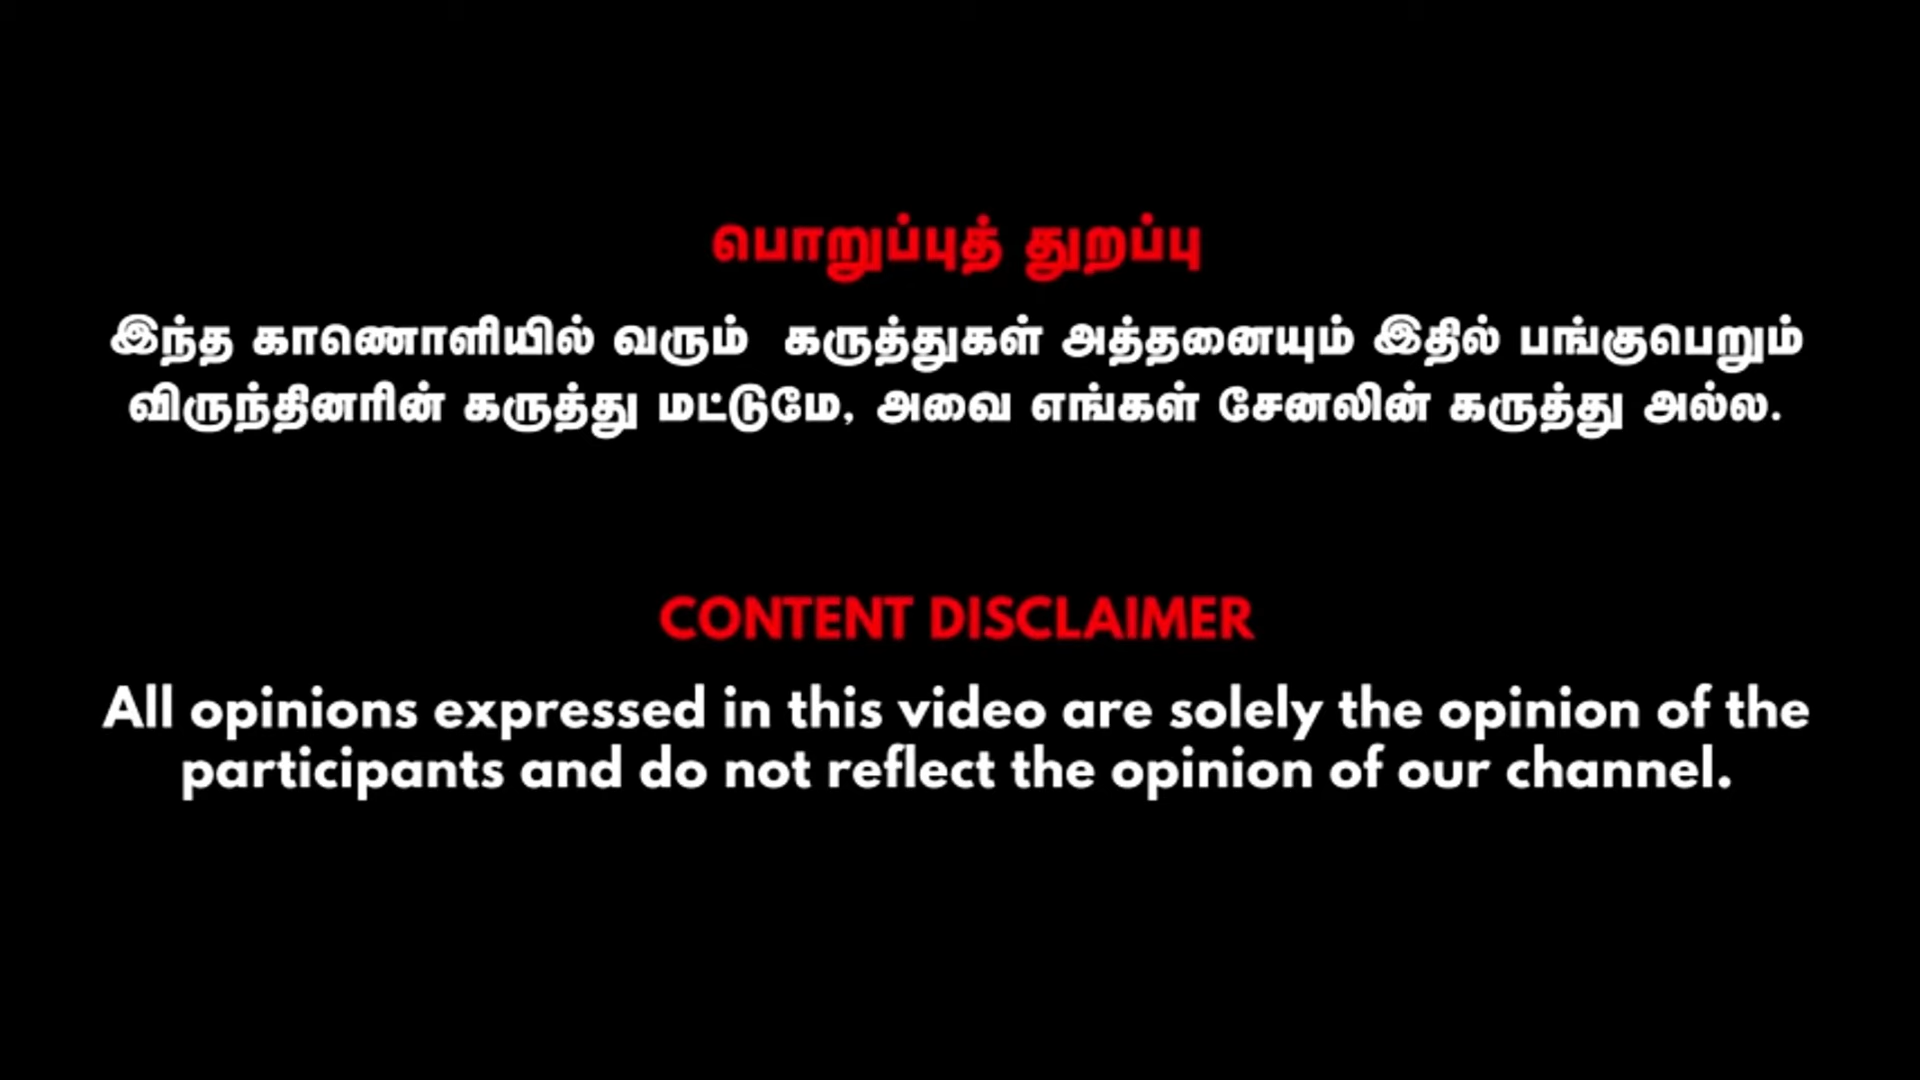 பொறுப்புத் துறப்பு
இந்த காணொளியில் வரும் கருத்துகள் அத்தனையும் இதில் பங்குபெறும்
விருந்தினரின் கருத்து மட்டுமே, அவை எங்கள் சேனலின் கருத்து அல்ல.
CONTENT DISCLAIMER
All opinions expressed in this video are solely the opinion of the
participants and do not reflect the opinion of our channel.